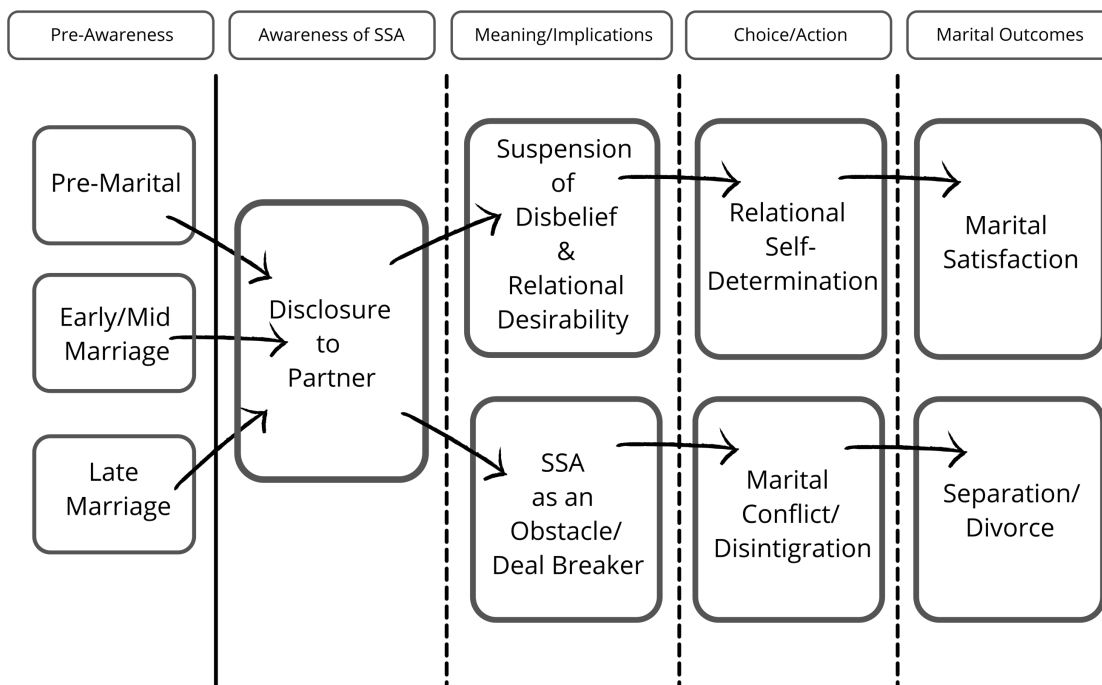 Pre-Awareness
Awareness of SSA
Meaning/Implications
Choice/Action
Marital Outcomes
Pre-Marital
Early/Mid
Marriage
Late
Marriage
Disclosure
to
Partner
Suspension
of
Disbelief
&
Relational
Desirability
SSA
as an
Obstacle/
Deal Breaker
Relational
Self-
Determination
Marital
Conflict/
Disintigration
Marital
Satisfaction
Separation/
Divorce